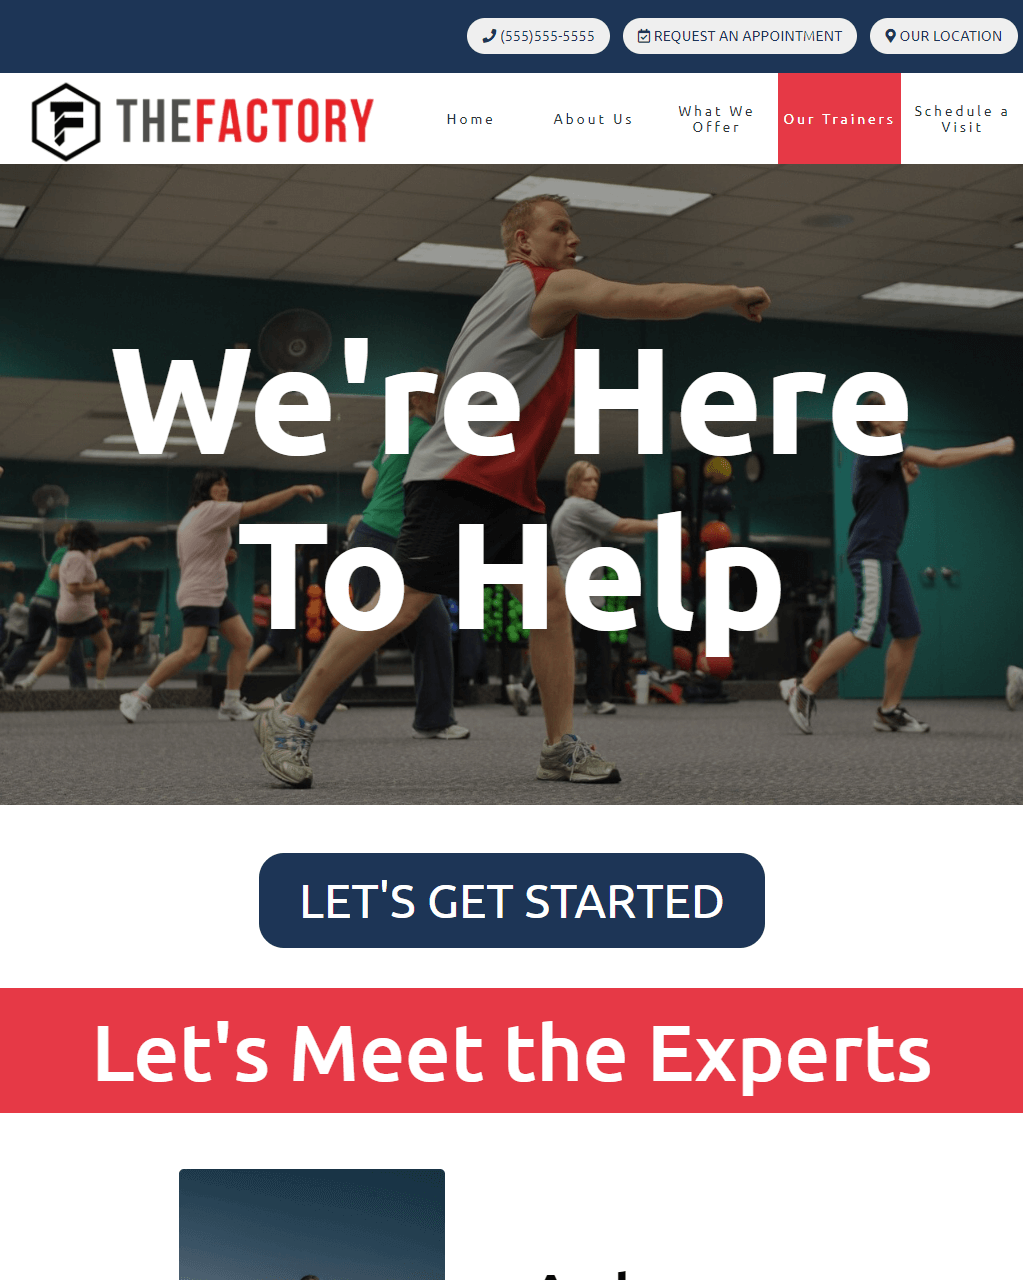 (555)555-5555
REQUEST AN APPOINTMENT
OUR LOCATION
THEFACTORY
Home
About Us
What We
Offer
Our Trainers
Schedule a
Visit
We're Here
To Help
LET'S GET STARTED
Let's Meet the Experts